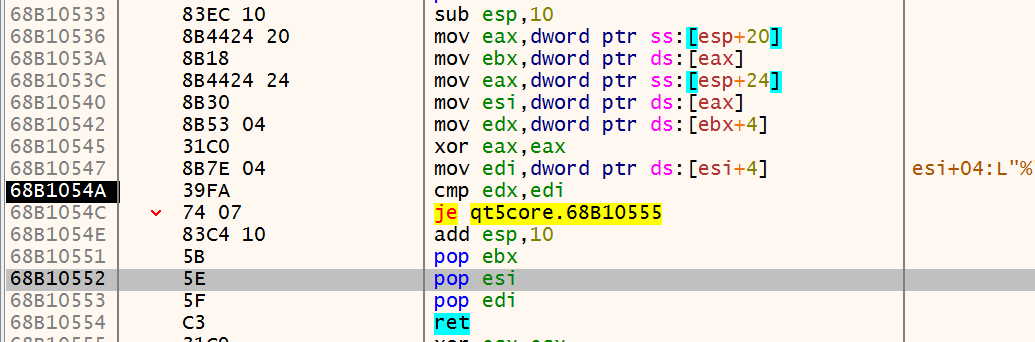 68B10533 83EC 10 sub esp,10
68B10536 8B4424 20 mov eax,dword ptr ss:[esp+20]
68B1053A 8B18 mov ebx,dword ptr ds:[eax]
68B1053C 8B4424 24 mov eax,dword ptr ss:[esp+24]
68B10540 8B30 mov esi,dword ptr ds:[eax]
68B10542 8B53 04 mov edx,dword ptr ds:[ebx+4]
68B10545 31C0 xor eax,eax
68B10547 8B7E 04 mov edi,dword ptr ds:[esi+4] esi+04:L"%
68B1054A 39FA cmp edx,edi
68B1054C 74 07 je qt5core.68B10555
68B1054E 83C4 10 add esp,10
68B10551 5B pop ebx
68B10552 5E pop esi
68B10553 5F pop edi
68B10554 C3 ret